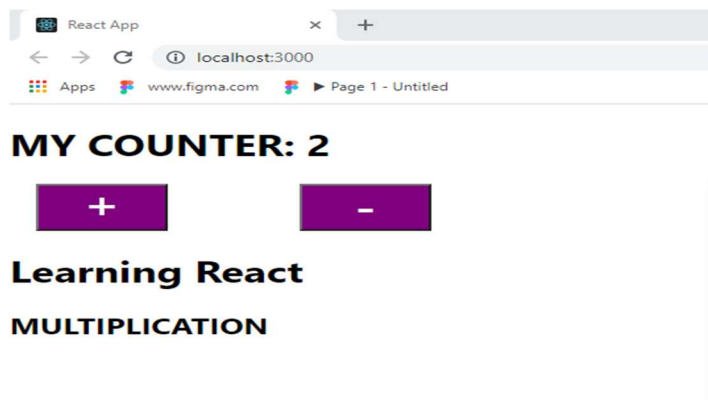 React App
localhost:3000
Apps www.figma.com Page 1 - Untitled
MY COUNTER: 2
+ -
Learning React
MULTIPLICATION